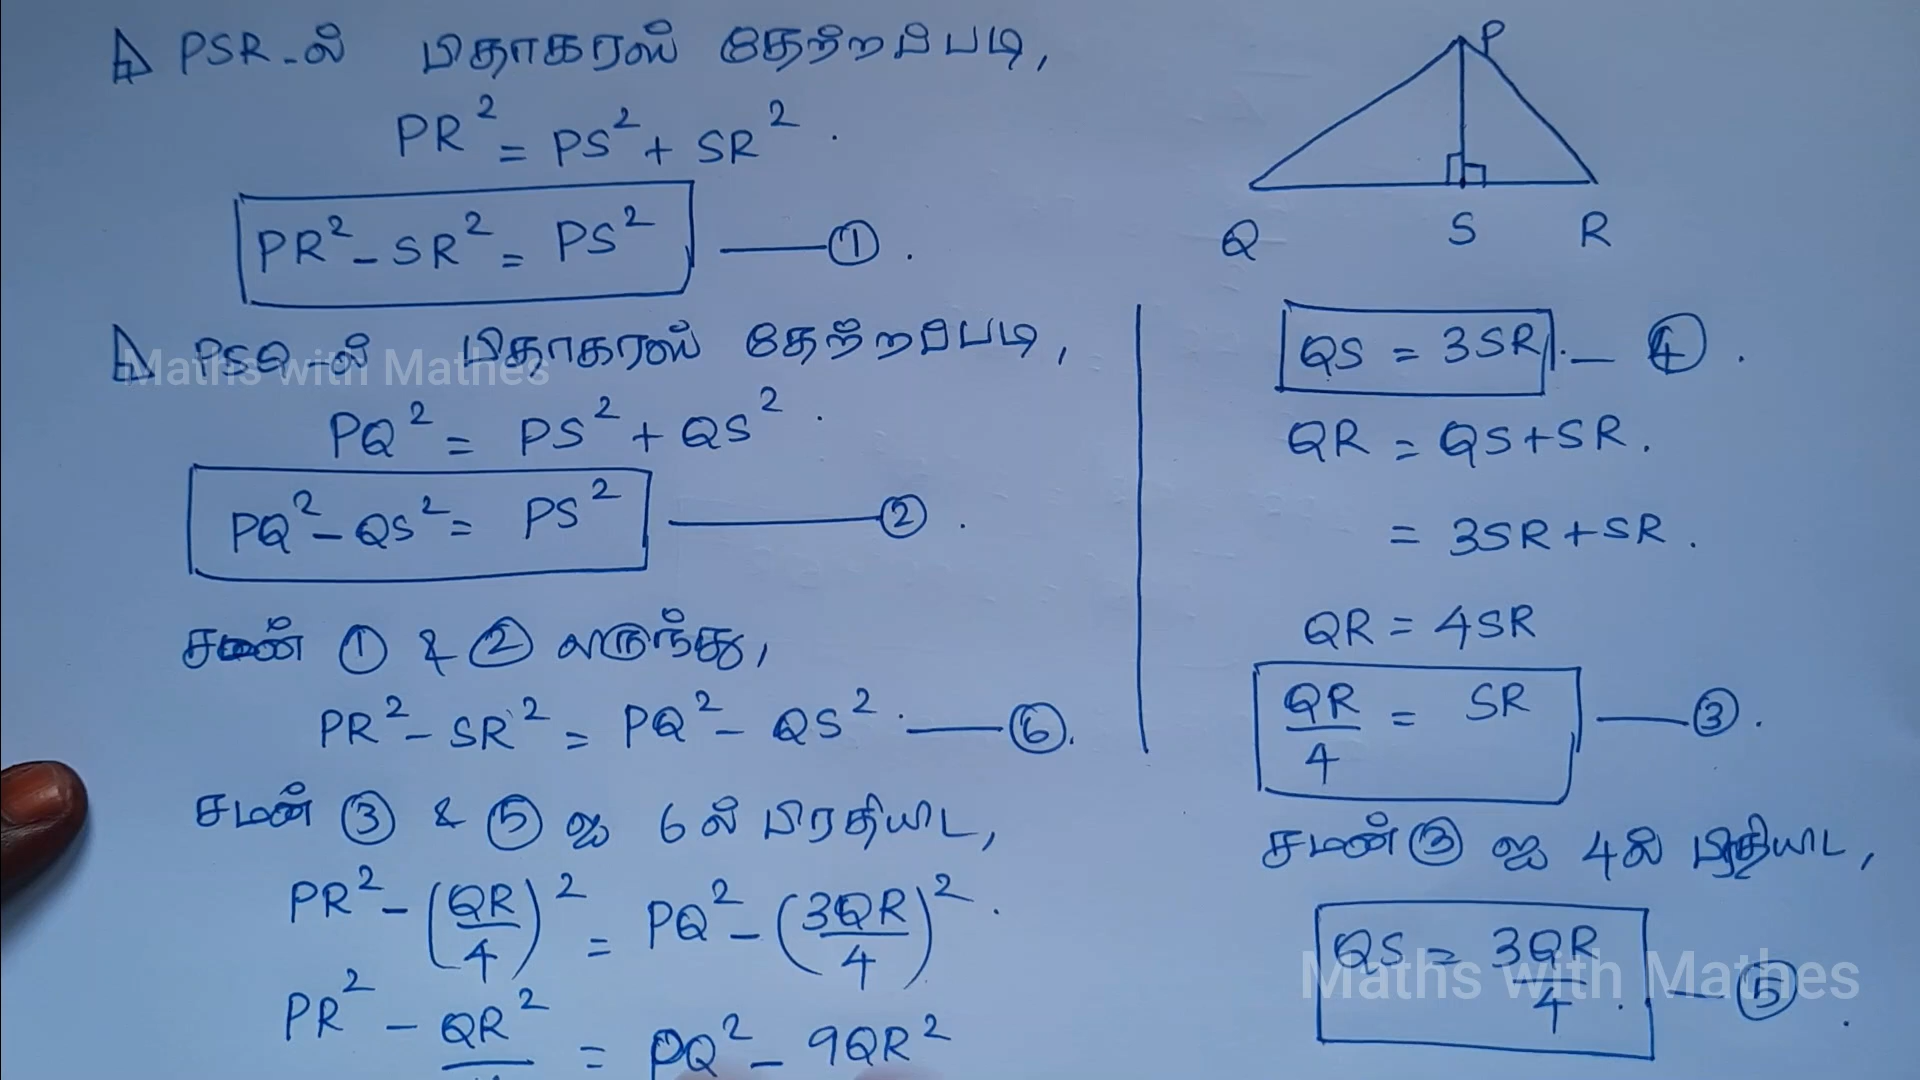 △ PSR-ல் பிதாகரஸ் தேற்றப்படி,
PR² = PS² + SR².
PR² - SR² = PS² —— ①.
△ PSQ-ல் பிதாகரஸ் தேற்றப்படி,
PQ² = PS² + QS².
PQ² - QS² = PS² —— ②.
சமன் ① & ② லிருந்து,
PR² - SR² = PQ² - QS². —— ⑥.
சமன் ③ & ⑤ ஐ 6ல் பிரதியிட,
PR² - (QR/4)² = PQ² - (3QR/4)².
PR² - QR² = PQ² - 9QR²
P
Q S R
QS = 3SR. — ④.
QR = QS+SR.
= 3SR+SR.
QR = 4SR
QR/4 = SR —— ③.
சமன் ③ ஐ 4ல் பிரதியிட,
QS = 3QR/4. — ⑤.
Maths with Mathes
Maths with Mathes